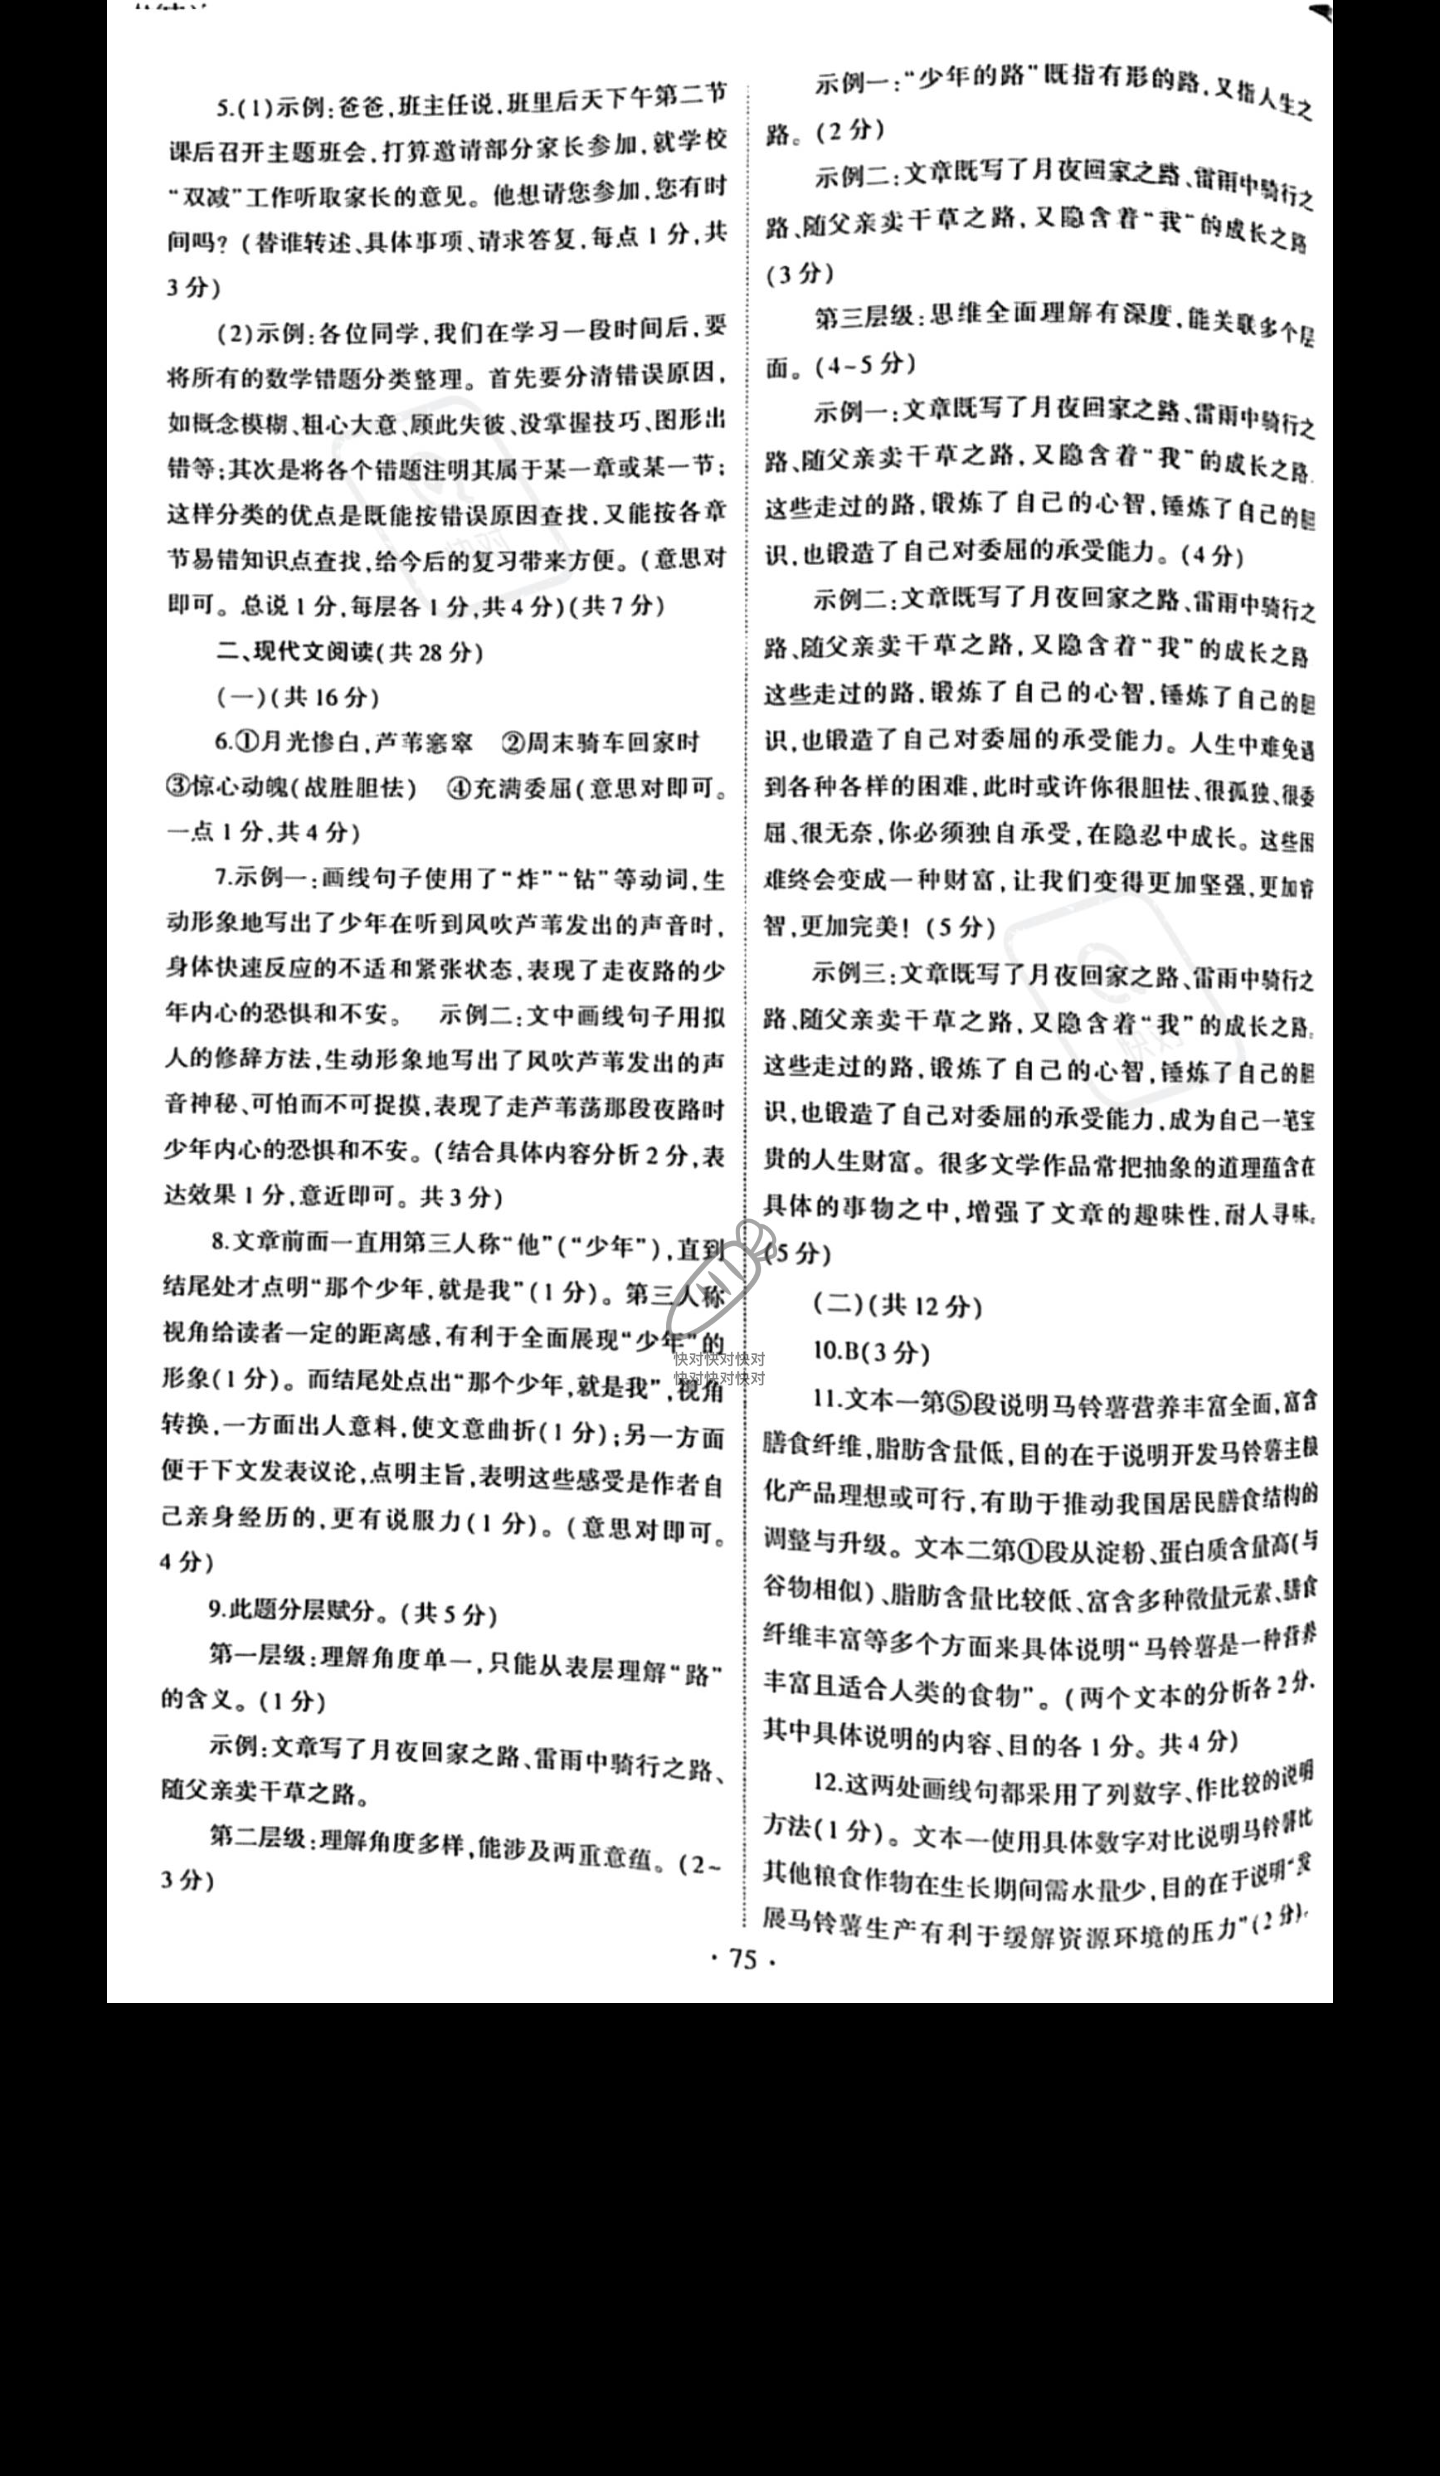 5.(1)示例:爸爸,班主任说,班里后天下午第二节
课后召开主题班会,打算邀请部分家长参加,就学校
“双减”工作听取家长的意见。他想请您参加,您有时
间吗?(替谁转述、具体事项、请求答复,每点1分,共
3分)
(2)示例:各位同学,我们在学习一段时间后,要
将所有的数学错题分类整理。首先要分清错误原因,
如概念模糊、粗心大意、顾此失彼、没掌握技巧、图形出
错等;其次是将各个错题注明其属于某一章或某一节;
这样分类的优点是既能按错误原因查找,又能按各章
节易错知识点查找,给今后的复习带来方便。(意思对
即可。总说1分,每层各1分,共4分)(共7分)
二、现代文阅读(共28分)
(一)(共16分)
6.①月光惨白,芦苇窸窣 ②周末骑车回家时
③惊心动魄(战胜胆怯) ④充满委屈(意思对即可。
一点1分,共4分)
7.示例一:画线句子使用了“炸”“钻”等动词,生
动形象地写出了少年在听到风吹芦苇发出的声音时,
身体快速反应的不适和紧张状态,表现了走夜路的少
年内心的恐惧和不安。 示例二:文中画线句子用拟
人的修辞方法,生动形象地写出了风吹芦苇发出的声
音神秘、可怕而不可捉摸,表现了走芦苇荡那段夜路时
少年内心的恐惧和不安。(结合具体内容分析2分,表
达效果1分,意近即可。共3分)
8.文章前面一直用第三人称“他”(“少年”),直到
结尾处才点明“那个少年,就是我”(1分)。第三人称
视角给读者一定的距离感,有利于全面展现“少年”的
形象(1分)。而结尾处点出“那个少年,就是我”,视角
转换,一方面出人意料,使文意曲折(1分);另一方面
便于下文发表议论,点明主旨,表明这些感受是作者自
己亲身经历的,更有说服力(1分)。(意思对即可。
4分)
9.此题分层赋分。(共5分)
第一层级:理解角度单一,只能从表层理解“路”
的含义。(1分)
示例:文章写了月夜回家之路、雷雨中骑行之路、
随父亲卖干草之路。
第二层级:理解角度多样,能涉及两重意蕴。(2~
3分)
示例一:“少年的路”既指有形的路,又指人生之
路。(2分)
示例二:文章既写了月夜回家之路、雷雨中骑行之
路、随父亲卖干草之路,又隐含着“我”的成长之路
(3分)
第三层级:思维全面理解有深度,能关联多个层
面。(4~5分)
示例一:文章既写了月夜回家之路、雷雨中骑行之
路、随父亲卖干草之路,又隐含着“我”的成长之路.
这些走过的路,锻炼了自己的心智,锤炼了自己的胆
识,也锻造了自己对委屈的承受能力。(4分)
示例二:文章既写了月夜回家之路、雷雨中骑行之
路、随父亲卖干草之路,又隐含着“我”的成长之路
这些走过的路,锻炼了自己的心智,锤炼了自己的胆
识,也锻造了自己对委屈的承受能力。人生中难免遇
到各种各样的困难,此时或许你很胆怯、很孤独、很委
屈、很无奈,你必须独自承受,在隐忍中成长。这些困
难终会变成一种财富,让我们变得更加坚强,更加睿
智,更加完美!(5分)
示例三:文章既写了月夜回家之路、雷雨中骑行之
路、随父亲卖干草之路,又隐含着“我”的成长之路。
这些走过的路,锻炼了自己的心智,锤炼了自己的胆
识,也锻造了自己对委屈的承受能力,成为自己一笔宝
贵的人生财富。很多文学作品常把抽象的道理蕴含在
具体的事物之中,增强了文章的趣味性,耐人寻味。
(5分)
(二)(共12分)
10.B(3分)
11.文本一第⑤段说明马铃薯营养丰富全面,富含
膳食纤维,脂肪含量低,目的在于说明开发马铃薯主粮
化产品理想或可行,有助于推动我国居民膳食结构的
调整与升级。文本二第①段从淀粉、蛋白质含量高(与
谷物相似)、脂肪含量比较低、富含多种微量元素、膳食
纤维丰富等多个方面来具体说明“马铃薯是一种营养
丰富且适合人类的食物”。(两个文本的分析各2分,
其中具体说明的内容、目的各1分。共4分)
12.这两处画线句都采用了列数字、作比较的说明
方法(1分)。文本一使用具体数字对比说明马铃薯比
其他粮食作物在生长期间需水量少,目的在于说明“发
展马铃薯生产有利于缓解资源环境的压力”(2分),
· 75 ·
快对
快对
快对快对快对
快对快对快对